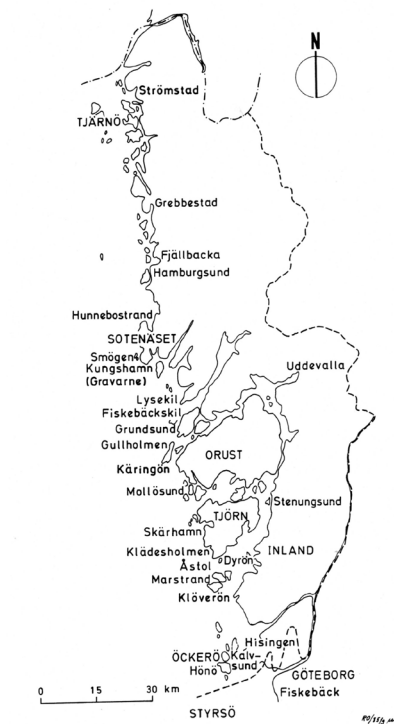 N
Strömstad
TJÄRNÖ
Grebbestad
Fjällbacka
Hamburgsund
Hunnebostrand
SOTENÄSET
Smögen
Kungshamn
(Gravarne)
Uddevalla
Lysekil
Fiskebäckskil
Grundsund
Gullholmen
ORUST
Käringön
Mollösund
Stenungsund
TJÖRN
Skärhamn
Klädesholmen
INLAND
Dyrön
Åstol
Marstrand
Klöverön
Hisingen
ÖCKERÖ
Kalv-
sund
Hönö
GÖTEBORG
Fiskebäck
0 15 30 km
STYRSÖ